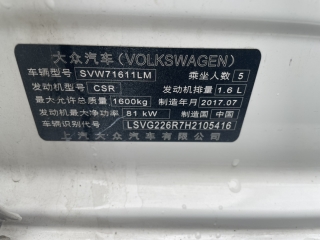 大众汽车(VOLKSWAGEN)
车辆型号 SVW71611LM 乘坐人数 5
发动机型号 CSR 发动机排量 1.6 L
最大允许总质量 1600kg 制造年月 2017.07
发动机最大净功率 81 kW 制造国 中国
车辆识别代号 LSVG226R7H2105416
上汽大众汽车有限公司